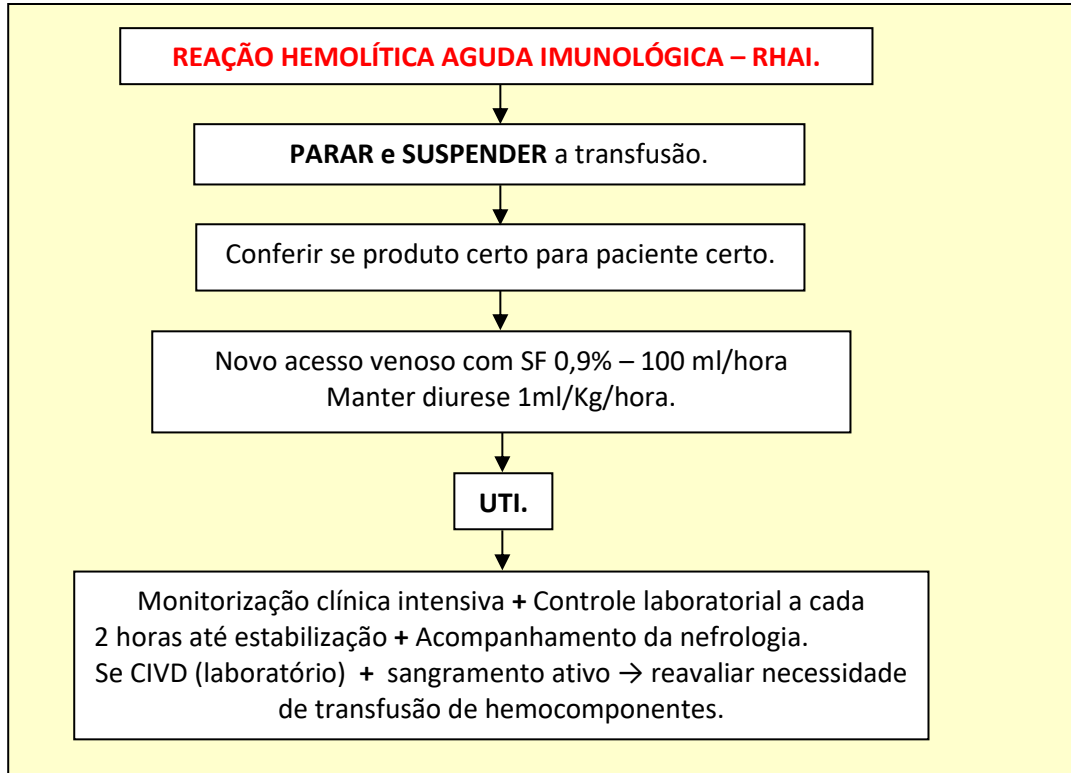 REAÇÃO HEMOLÍTICA AGUDA IMUNOLÓGICA – RHAI.
PARAR e SUSPENDER a transfusão.
Conferir se produto certo para paciente certo.
Novo acesso venoso com SF 0,9% – 100 ml/hora
Manter diurese 1ml/Kg/hora.
UTI.
Monitorização clínica intensiva + Controle laboratorial a cada
2 horas até estabilização + Acompanhamento da nefrologia.
Se CIVD (laboratório) + sangramento ativo → reavaliar necessidade
de transfusão de hemocomponentes.